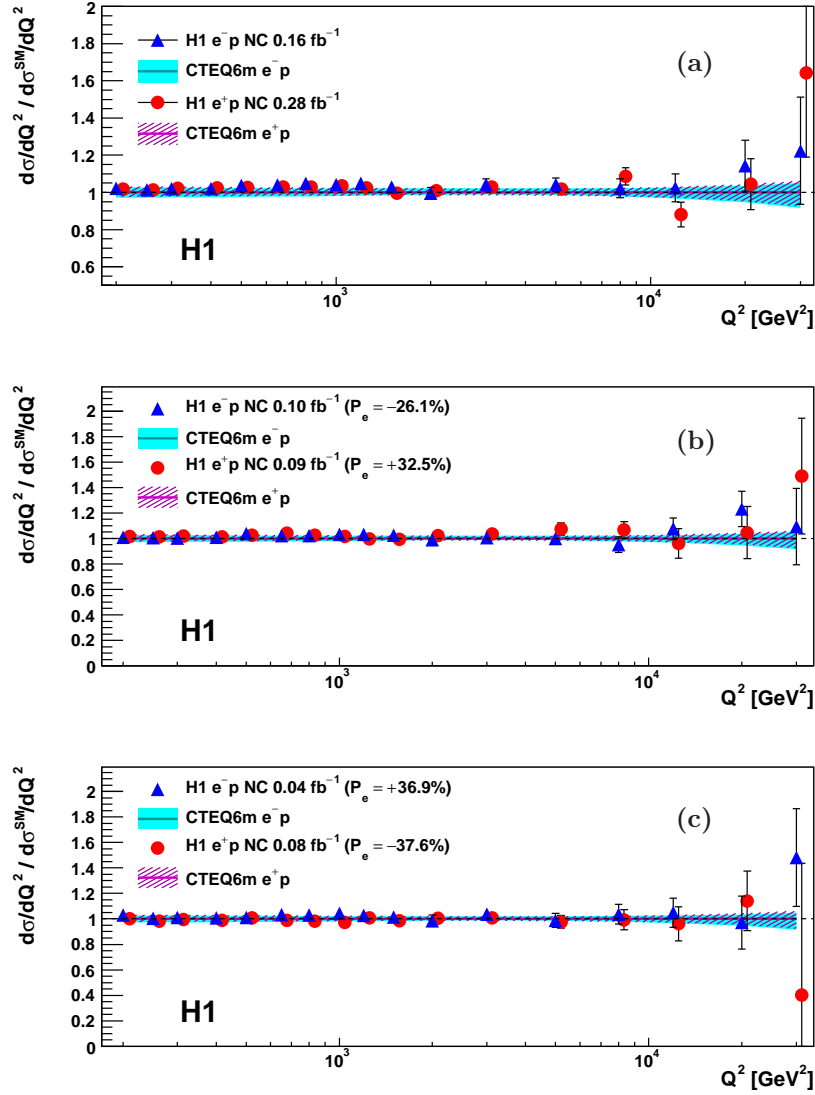 dσ/dQ² / dσ^SM/dQ²
2
1.8
1.6
1.4
1.2
1
0.8
0.6
H1 e⁻p NC 0.16 fb⁻¹
CTEQ6m e⁻p
H1 e⁺p NC 0.28 fb⁻¹
CTEQ6m e⁺p
(a)
H1
10³
10⁴
Q² [GeV²]
dσ/dQ² / dσ^SM/dQ²
2
1.8
1.6
1.4
1.2
1
0.8
0.6
0.4
0.2
0
H1 e⁻p NC 0.10 fb⁻¹ (P_e = −26.1%)
CTEQ6m e⁻p
H1 e⁺p NC 0.09 fb⁻¹ (P_e = +32.5%)
CTEQ6m e⁺p
(b)
H1
10³
10⁴
Q² [GeV²]
dσ/dQ² / dσ^SM/dQ²
2
1.8
1.6
1.4
1.2
1
0.8
0.6
0.4
0.2
0
H1 e⁻p NC 0.04 fb⁻¹ (P_e = +36.9%)
CTEQ6m e⁻p
H1 e⁺p NC 0.08 fb⁻¹ (P_e = −37.6%)
CTEQ6m e⁺p
(c)
H1
10³
10⁴
Q² [GeV²]